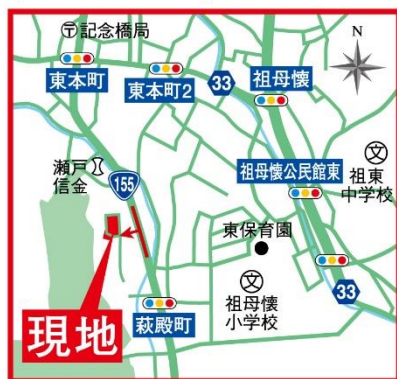 〒記念橋局
N
東本町
東本町2
33
祖母懐
瀬戸
信金
155
祖母懐公民館東
文
祖東
中学校
東保育園
文
祖母懐
小学校
33
現地
萩殿町